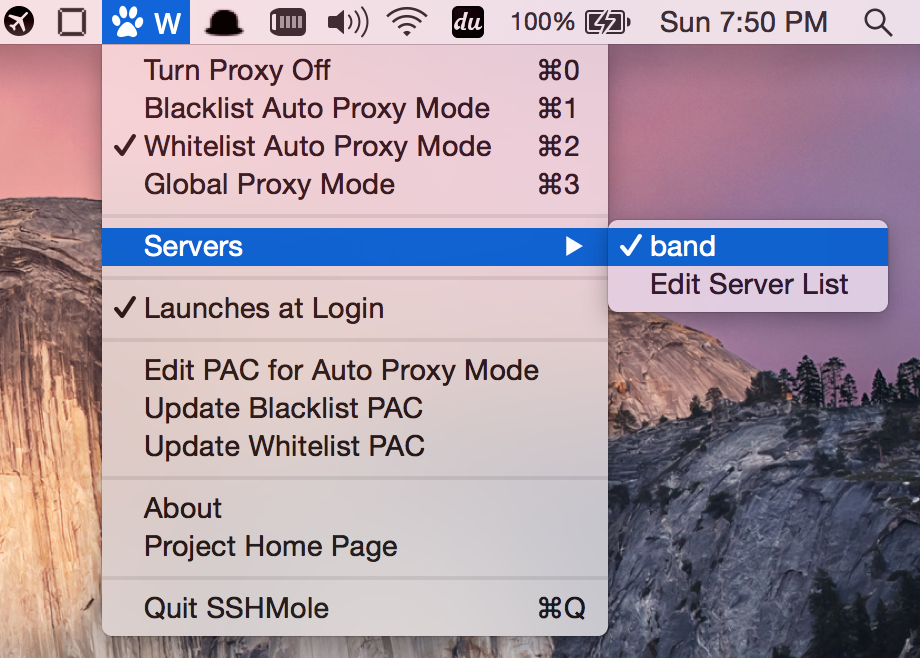 W du 100% Sun 7:50 PM
Turn Proxy Off ⌘0
Blacklist Auto Proxy Mode ⌘1
✓ Whitelist Auto Proxy Mode ⌘2
Global Proxy Mode ⌘3
Servers ▶
✓ band
Edit Server List
✓ Launches at Login
Edit PAC for Auto Proxy Mode
Update Blacklist PAC
Update Whitelist PAC
About
Project Home Page
Quit SSHMole ⌘Q